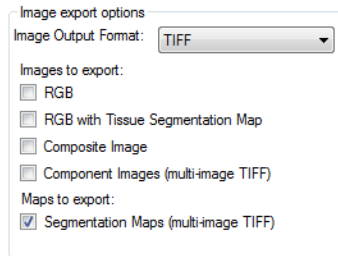 Image export options
Image Output Format: TIFF
Images to export:
RGB
RGB with Tissue Segmentation Map
Composite Image
Component Images (multi-image TIFF)
Maps to export:
Segmentation Maps (multi-image TIFF)